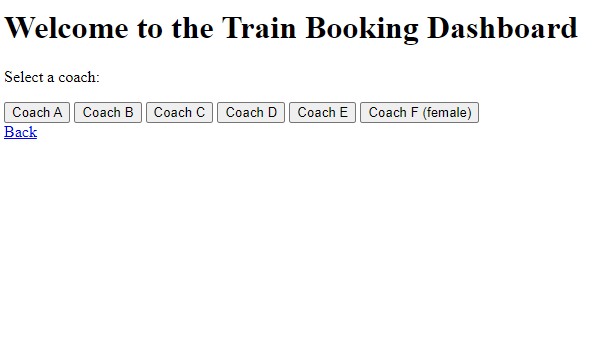 Welcome to the Train Booking Dashboard
Select a coach:
Coach A Coach B Coach C Coach D Coach E Coach F (female)
Back